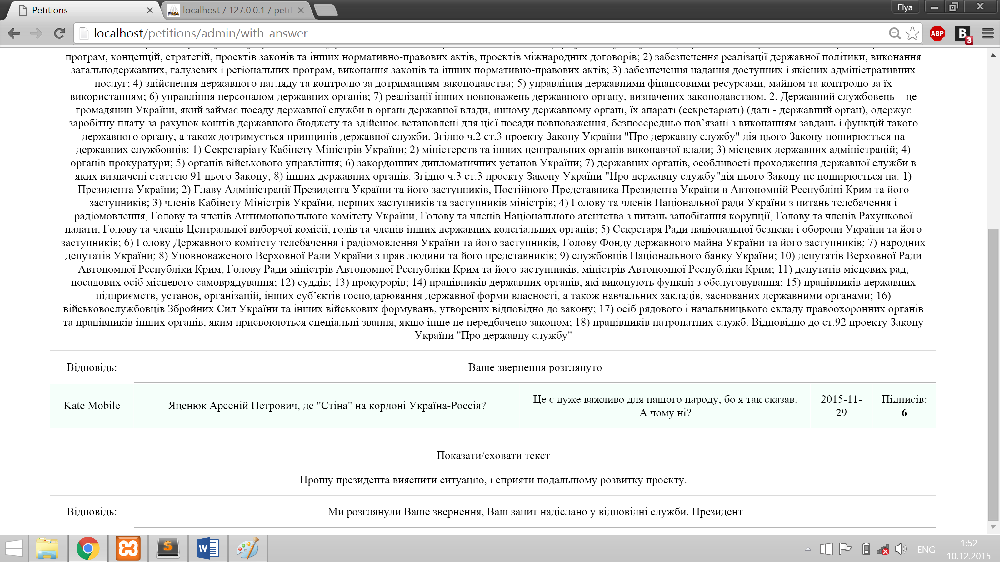 Petitions
localhost / 127.0.0.1 / peti
Elya
localhost/petitions/admin/with_answer
ABP
B
3
програм, концепцій, стратегій, проектів законів та інших нормативно-правових актів, проектів міжнародних договорів; 2) забезпечення реалізації державної політики, виконання
загальнодержавних, галузевих і регіональних програм, виконання законів та інших нормативно-правових актів; 3) забезпечення надання доступних і якісних адміністративних
послуг; 4) здійснення державного нагляду та контролю за дотриманням законодавства; 5) управління державними фінансовими ресурсами, майном та контролю за їх
використанням; 6) управління персоналом державних органів; 7) реалізації інших повноважень державного органу, визначених законодавством. 2. Державний службовець – це
громадянин України, який займає посаду державної служби в органі державної влади, іншому державному органі, їх апараті (секретаріаті) (далі - державний орган), одержує
заробітну плату за рахунок коштів державного бюджету та здійснює встановлені для цієї посади повноваження, безпосередньо пов’язані з виконанням завдань і функцій такого
державного органу, а також дотримується принципів державної служби. Згідно ч.2 ст.3 проекту Закону України "Про державну службу" дія цього Закону поширюється на
державних службовців: 1) Секретаріату Кабінету Міністрів України; 2) міністерств та інших центральних органів виконавчої влади; 3) місцевих державних адміністрацій; 4)
органів прокуратури; 5) органів військового управління; 6) закордонних дипломатичних установ України; 7) державних органів, особливості проходження державної служби в
яких визначені статтею 91 цього Закону; 8) інших державних органів. Згідно ч.3 ст.3 проекту Закону України "Про державну службу"дія цього Закону не поширюється на: 1)
Президента України; 2) Главу Адміністрації Президента України та його заступників, Постійного Представника Президента України в Автономній Республіці Крим та його
заступників; 3) членів Кабінету Міністрів України, перших заступників та заступників міністрів; 4) Голову та членів Національної ради України з питань телебачення і
радіомовлення, Голову та членів Антимонопольного комітету України, Голову та членів Національного агентства з питань запобігання корупції, Голову та членів Рахункової
палати, Голову та членів Центральної виборчої комісії, голів та членів інших державних колегіальних органів; 5) Секретаря Ради національної безпеки і оборони України та його
заступників; 6) Голову Державного комітету телебачення і радіомовлення України та його заступників, Голову Фонду державного майна України та його заступників; 7) народних
депутатів України; 8) Уповноваженого Верховної Ради України з прав людини та його представників; 9) службовців Національного банку України; 10) депутатів Верховної Ради
Автономної Республіки Крим, Голову Ради міністрів Автономної Республіки Крим та його заступників, міністрів Автономної Республіки Крим; 11) депутатів місцевих рад,
посадових осіб місцевого самоврядування; 12) суддів; 13) прокурорів; 14) працівників державних органів, які виконують функції з обслуговування; 15) працівників державних
підприємств, установ, організацій, інших суб’єктів господарювання державної форми власності, а також навчальних закладів, заснованих державними органами; 16)
військовослужбовців Збройних Сил України та інших військових формувань, утворених відповідно до закону; 17) осіб рядового і начальницького складу правоохоронних органів
та працівників інших органів, яким присвоюються спеціальні звання, якщо інше не передбачено законом; 18) працівників патронатних служб. Відповідно до ст.92 проекту Закону
України "Про державну службу"
Відповідь: Ваше звернення розглянуто
Kate Mobile
Яценюк Арсеній Петрович, де "Стіна" на кордоні Україна-Россія?
Це є дуже важливо для нашого народу, бо я так сказав.
А чому ні?
2015-11-
29
Підписів:
6
Показати/сховати текст
Прошу президента вияснити ситуацію, і сприяти подальшому розвитку проекту.
Відповідь: Ми розглянули Ваше звернення, Ваш запит надіслано у відповідні служби. Президент
ENG
1:52
10.12.2015